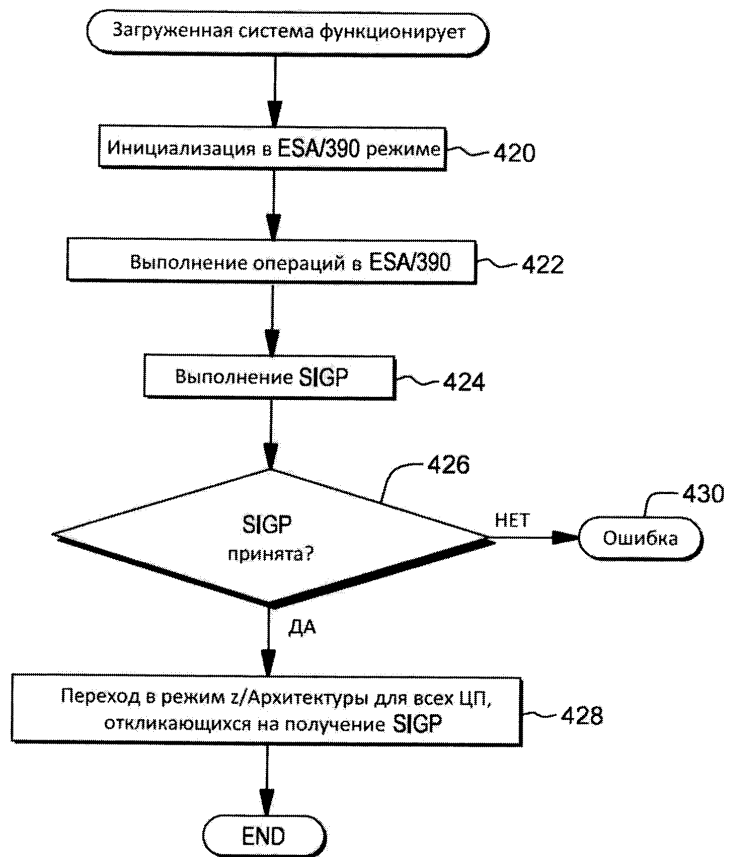 Загруженная система функционирует
Инициализация в ESA/390 режиме
420
Выполнение операций в ESA/390
422
Выполнение SIGP
424
426
SIGP
принята?
НЕТ
430
Ошибка
ДА
Переход в режим z/Архитектуры для всех ЦП,
откликающихся на получение SIGP
428
END